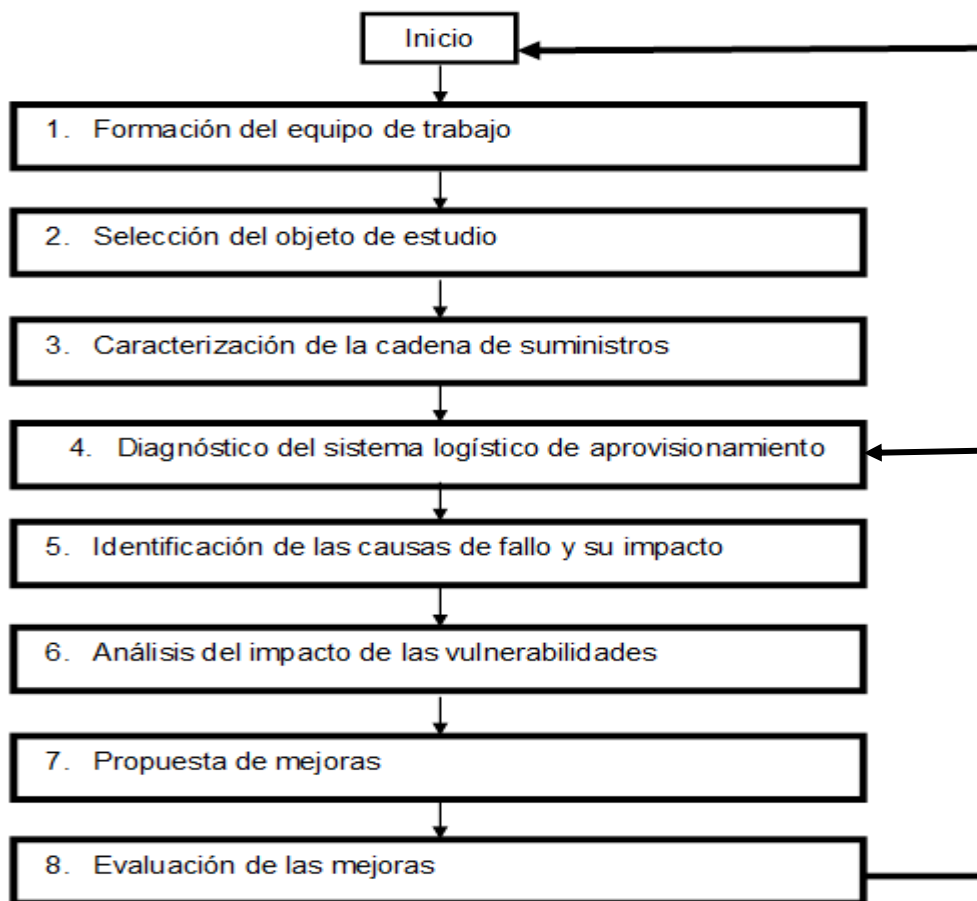 Inicio
1. Formación del equipo de trabajo
2. Selección del objeto de estudio
3. Caracterización de la cadena de suministros
4. Diagnóstico del sistema logístico de aprovisionamiento
5. Identificación de las causas de fallo y su impacto
6. Análisis del impacto de las vulnerabilidades
7. Propuesta de mejoras
8. Evaluación de las mejoras